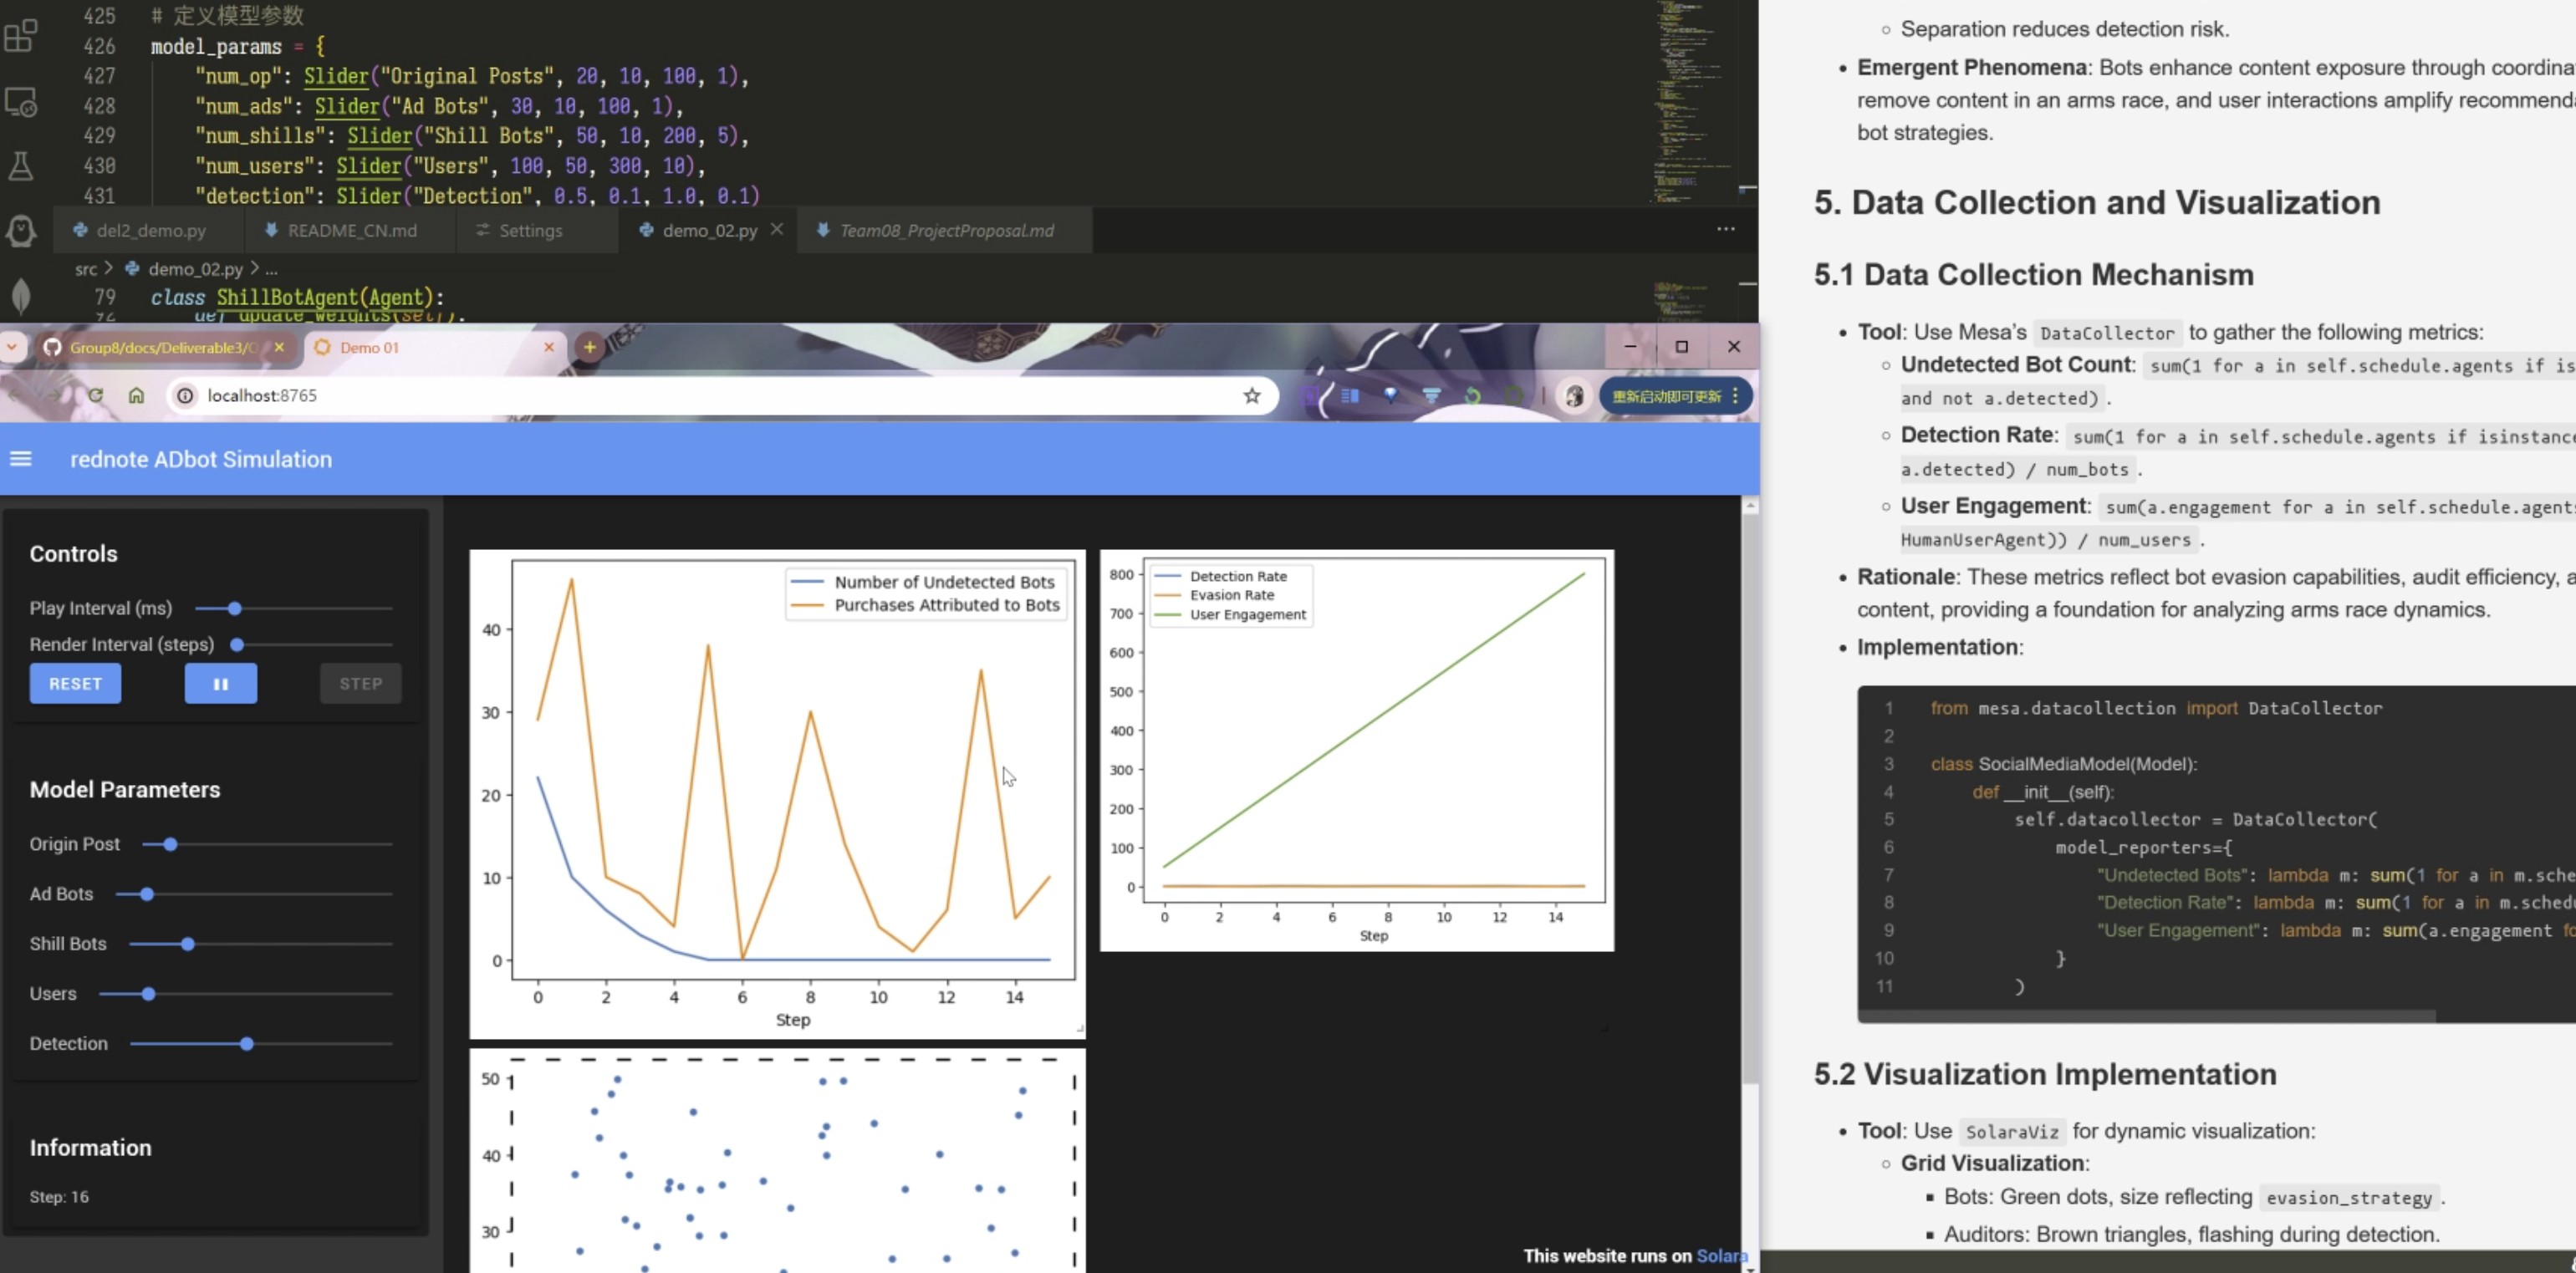 425 # 定义模型参数
426 model_params = {
427 "num_op": Slider("Original Posts", 20, 10, 100, 1),
428 "num_ads": Slider("Ad Bots", 30, 10, 100, 1),
429 "num_shills": Slider("Shill Bots", 50, 10, 200, 5),
430 "num_users": Slider("Users", 100, 50, 300, 10),
431 "detection": Slider("Detection", 0.5, 0.1, 1.0, 0.1)
del2_demo.py README_CN.md Settings demo_02.py Team08_ProjectProposal.md
src > demo_02.py > ...
79 class ShillBotAgent(Agent):
92 def update_weights(self):
Group8/docs/Deliverable3/ Demo 01
localhost:8765 重新启动即可更新
rednote ADbot Simulation
Controls
Play Interval (ms)
Render Interval (steps)
RESET STEP
Model Parameters
Origin Post
Ad Bots
Shill Bots
Users
Detection
Information
Step: 16
Number of Undetected Bots
Purchases Attributed to Bots
40
30
20
10
0
0 2 4 6 8 10 12 14
Step
Detection Rate
Evasion Rate
User Engagement
800
700
600
500
400
300
200
100
0
0 2 4 6 8 10 12 14
Step
50
40
30
This website runs on Solara
◦ Separation reduces detection risk.
• Emergent Phenomena: Bots enhance content exposure through coordina
remove content in an arms race, and user interactions amplify recommend
bot strategies.
5. Data Collection and Visualization
5.1 Data Collection Mechanism
• Tool: Use Mesa’s DataCollector to gather the following metrics:
◦ Undetected Bot Count: sum(1 for a in self.schedule.agents if is
and not a.detected) .
◦ Detection Rate: sum(1 for a in self.schedule.agents if isinstance
a.detected) / num_bots .
◦ User Engagement: sum(a.engagement for a in self.schedule.agents
HumanUserAgent)) / num_users .
• Rationale: These metrics reflect bot evasion capabilities, audit efficiency, a
content, providing a foundation for analyzing arms race dynamics.
• Implementation:
1 from mesa.datacollection import DataCollector
2
3 class SocialMediaModel(Model):
4 def __init__(self):
5 self.datacollector = DataCollector(
6 model_reporters={
7 "Undetected Bots": lambda m: sum(1 for a in m.sche
8 "Detection Rate": lambda m: sum(1 for a in m.sched
9 "User Engagement": lambda m: sum(a.engagement fo
10 }
11 )
5.2 Visualization Implementation
• Tool: Use SolaraViz for dynamic visualization:
◦ Grid Visualization:
▪ Bots: Green dots, size reflecting evasion_strategy .
▪ Auditors: Brown triangles, flashing during detection.